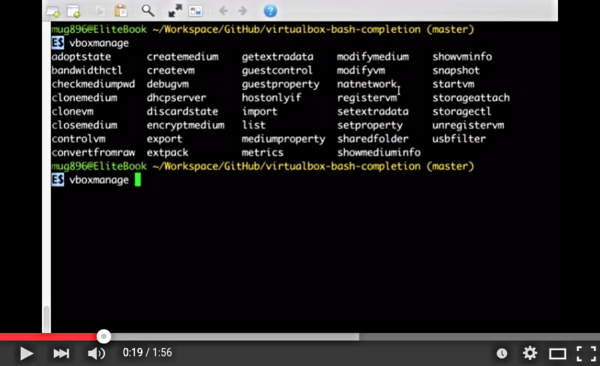 mug896@EliteBook ~/Workspace/GitHub/virtualbox-bash-completion (master)
E$ vboxmanage
adoptstate createmedium getextradata modifymedium showvminfo
bandwidthctl createvm guestcontrol modifyvm snapshot
checkmediumpwd debugvm guestproperty natnetwork startvm
clonemedium dhcpserver hostonlyif registervm storageattach
clonevm discardstate import setextradata storagectl
closemedium encryptmedium list setproperty unregistervm
controlvm export mediumproperty sharedfolder usbfilter
convertfromraw extpack metrics showmediuminfo
mug896@EliteBook ~/Workspace/GitHub/virtualbox-bash-completion (master)
E$ vboxmanage
0:19 / 1:56